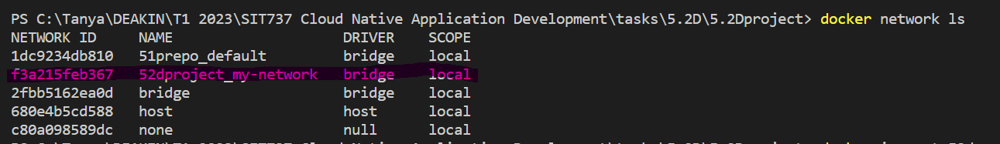 PS C:\Tanya\DEAKIN\T1 2023\SIT737 Cloud Native Application Development\tasks\5.2D\5.2Dproject> docker network ls
NETWORK ID NAME DRIVER SCOPE
1dc9234db810 51prepo_default bridge local
f3a215feb367 52dproject_my-network bridge local
2fbb5162ea0d bridge bridge local
680e4b5cd588 host host local
c80a098589dc none null local